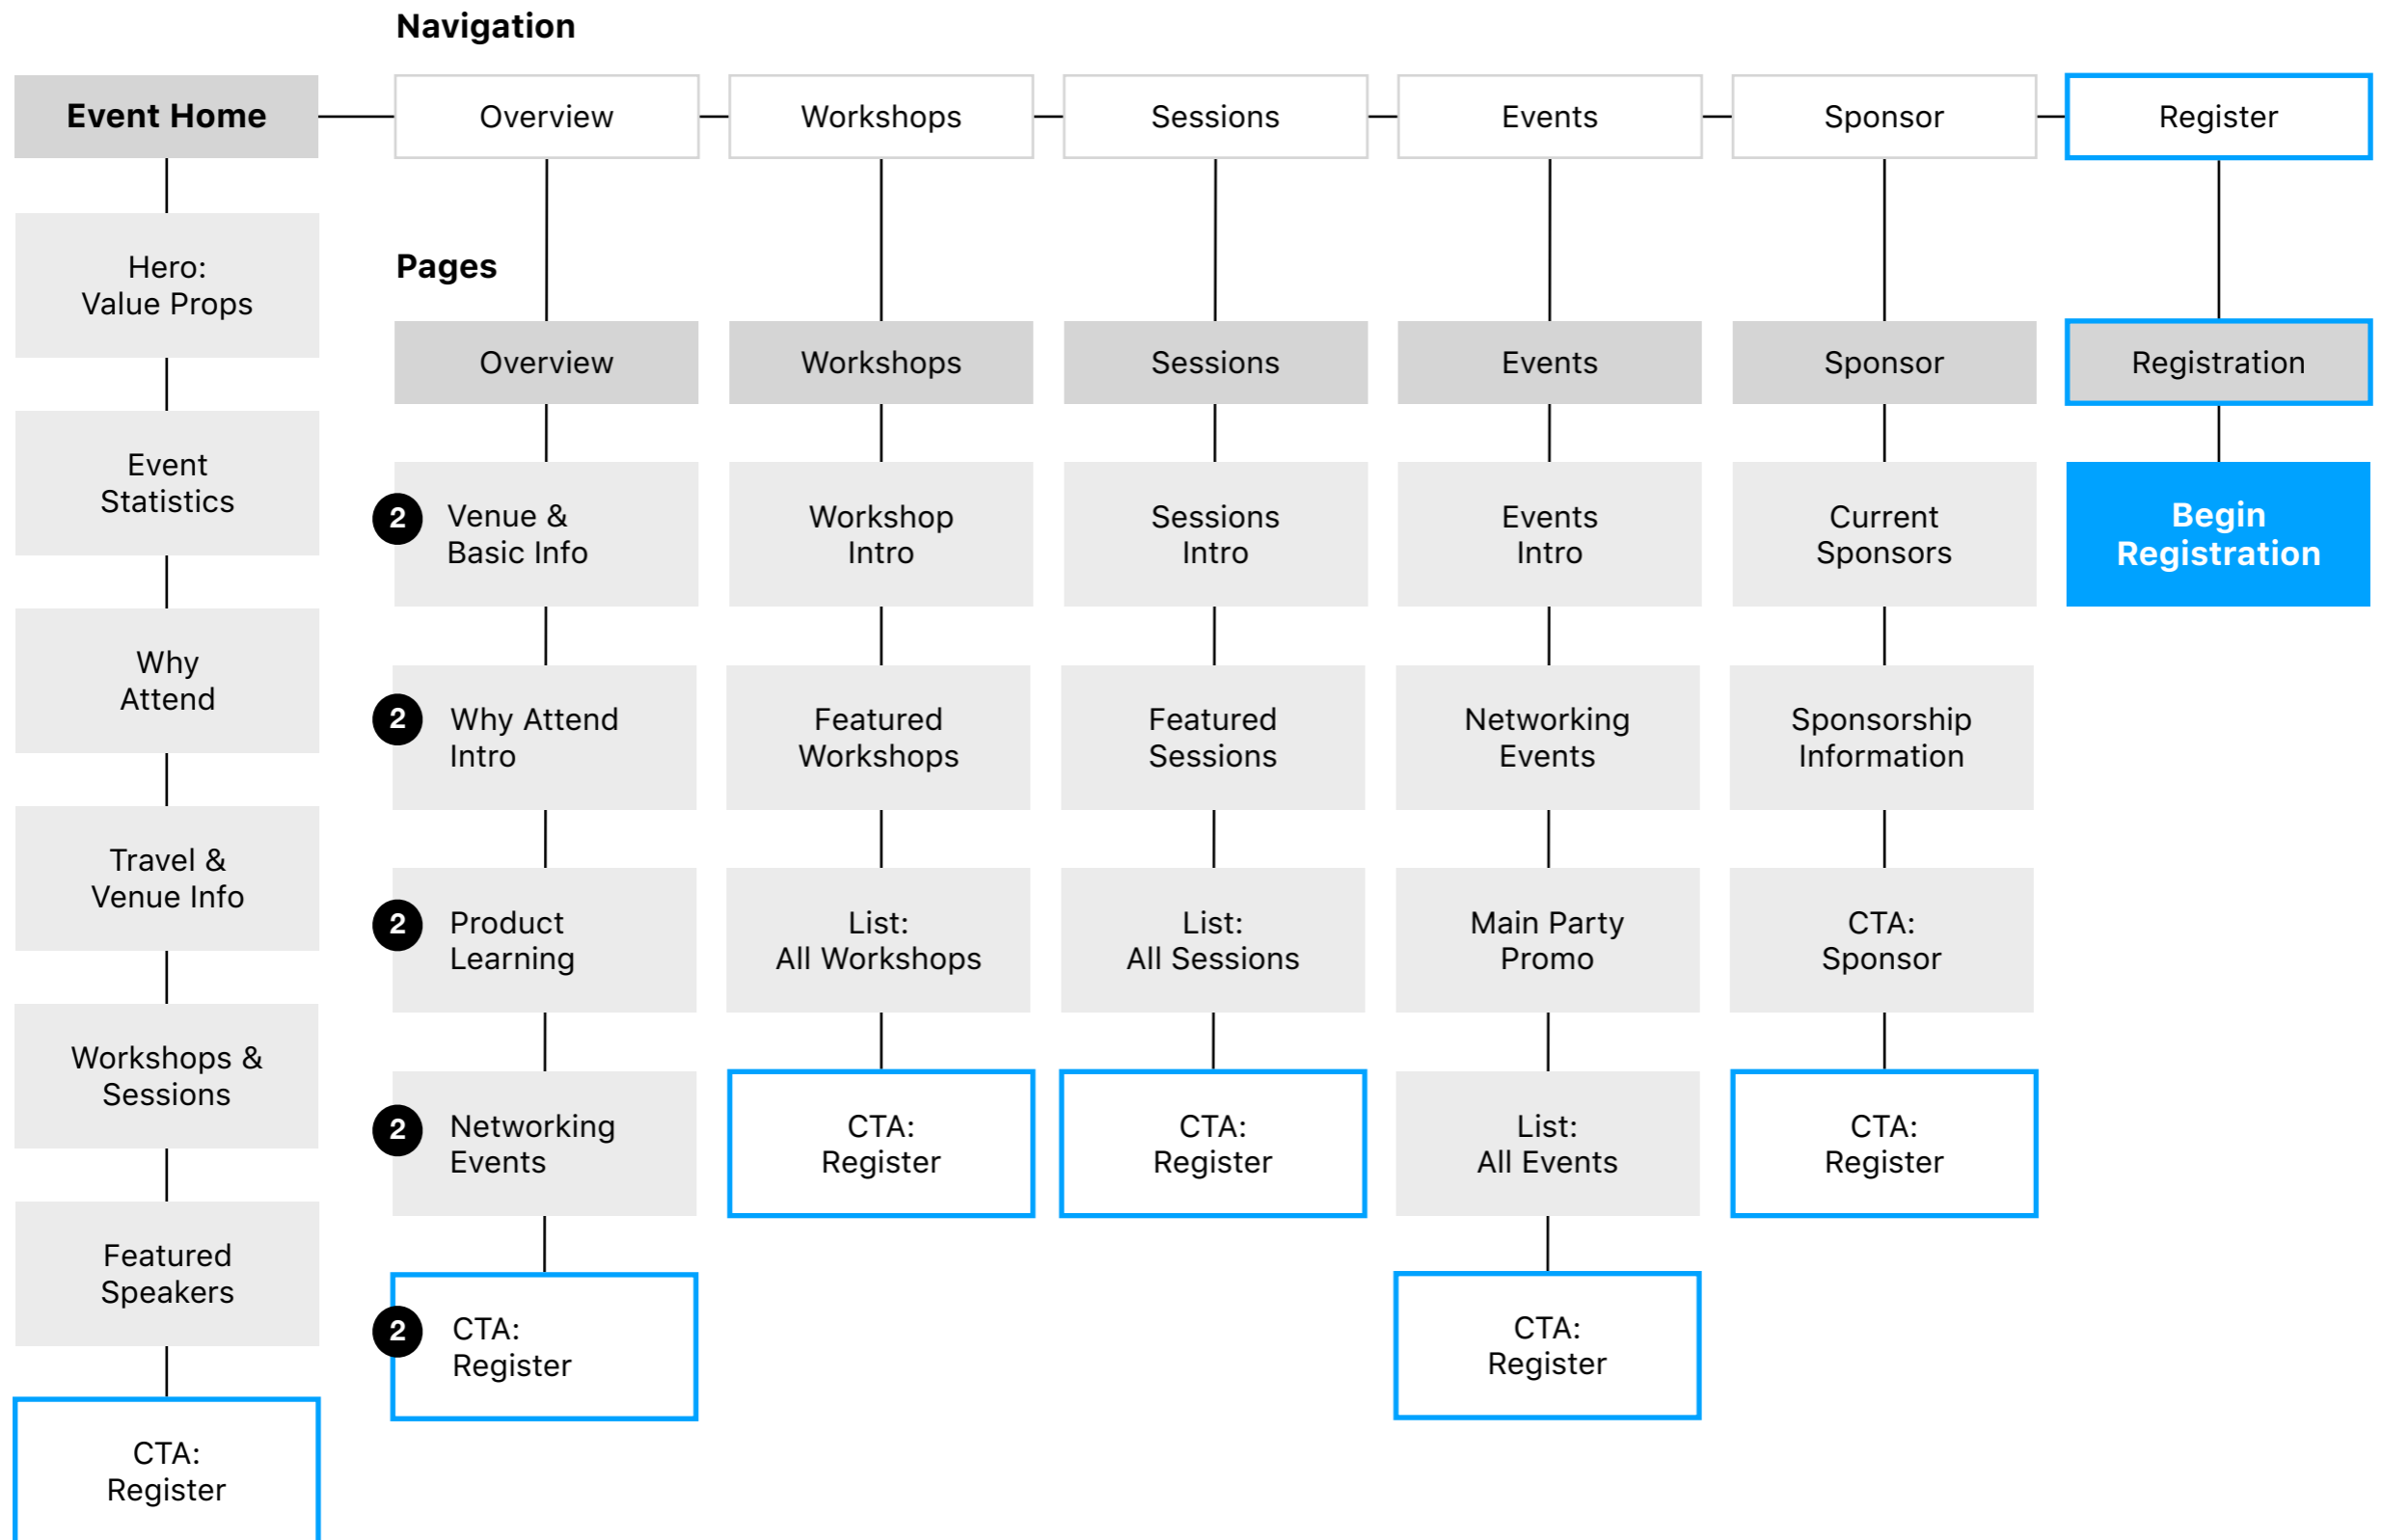 Navigation
Event Home
Overview
Workshops
Sessions
Events
Sponsor
Register
Hero:
Value Props
Event
Statistics
Why
Attend
Travel &
Venue Info
Workshops &
Sessions
Featured
Speakers
CTA:
Register
Pages
Overview
2
Venue &
Basic Info
2
Why Attend
Intro
2
Product
Learning
2
Networking
Events
2
CTA:
Register
Workshops
Workshop
Intro
Featured
Workshops
List:
All Workshops
CTA:
Register
Sessions
Sessions
Intro
Featured
Sessions
List:
All Sessions
CTA:
Register
Events
Events
Intro
Networking
Events
Main Party
Promo
List:
All Events
CTA:
Register
Sponsor
Current
Sponsors
Sponsorship
Information
CTA:
Sponsor
CTA:
Register
Registration
Begin
Registration